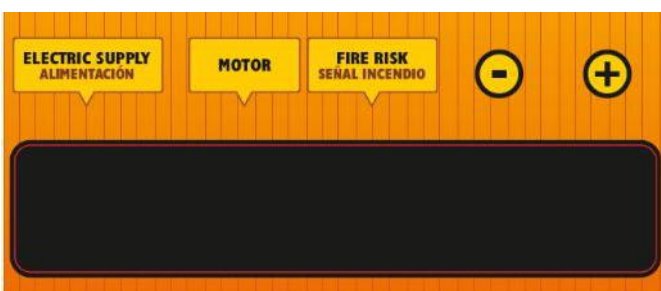 ELECTRIC SUPPLY
ALIMENTACIÓN
MOTOR
FIRE RISK
SEÑAL INCENDIO
-
+